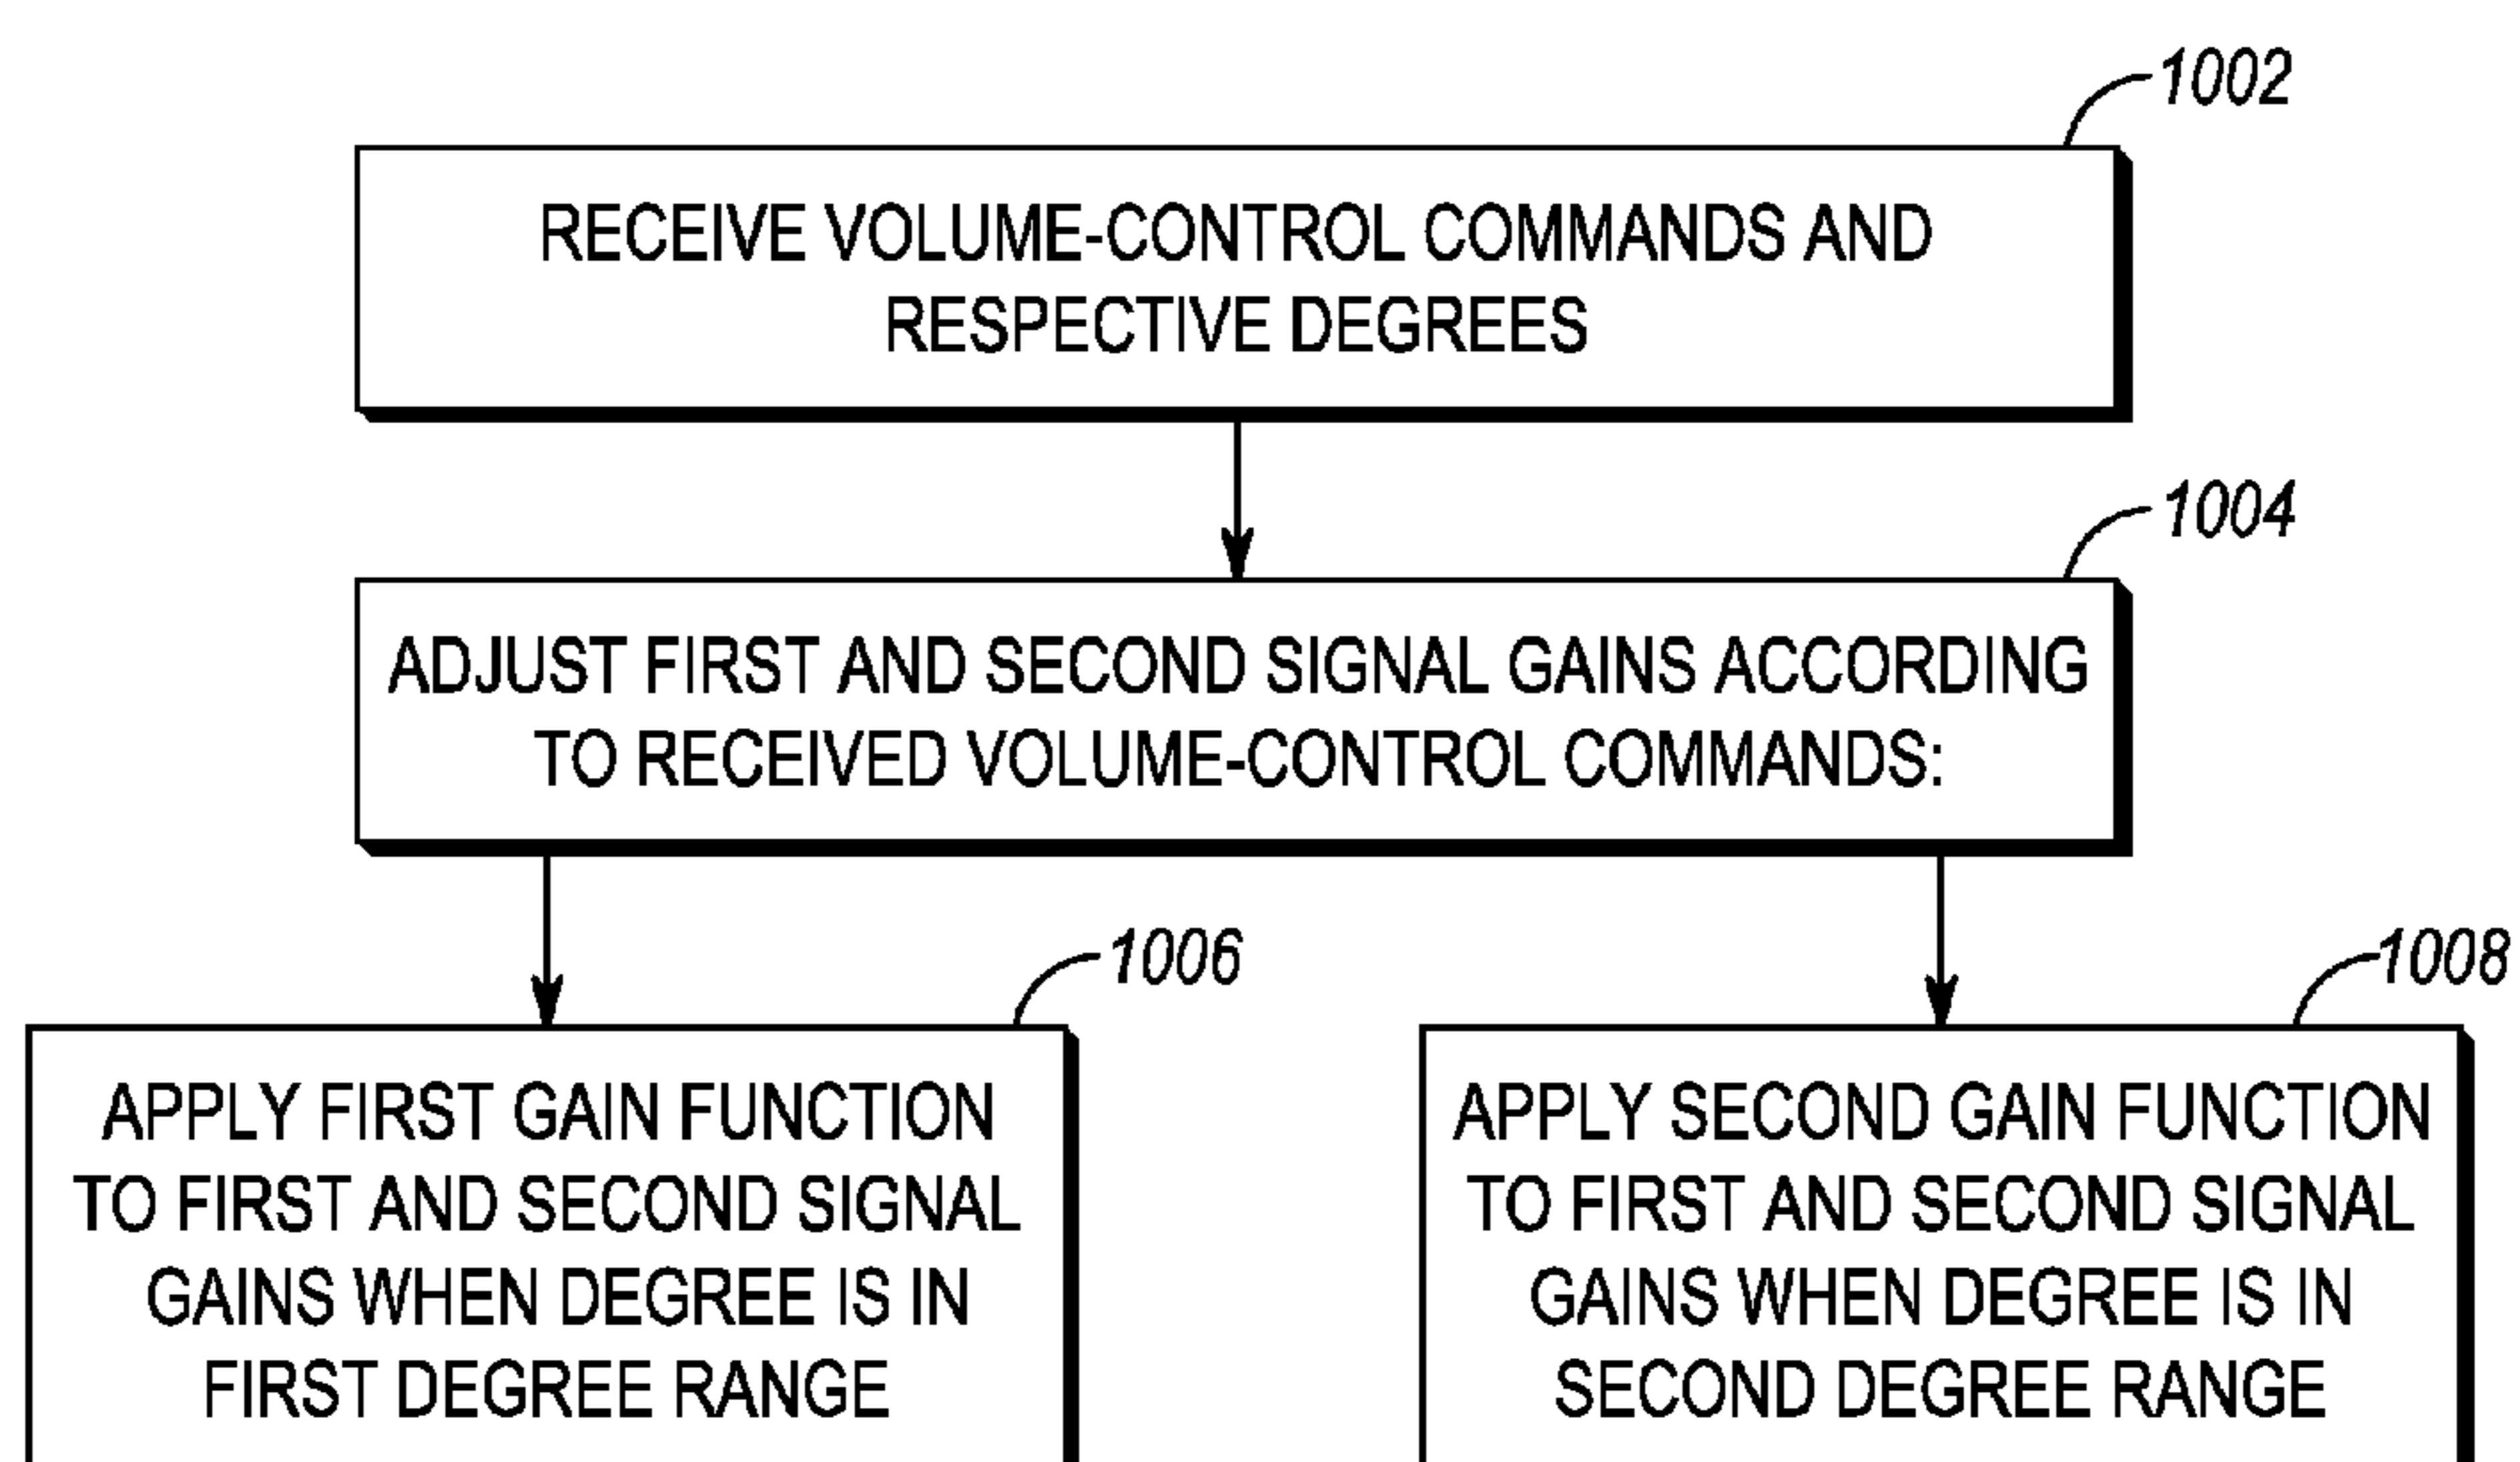 1002
RECEIVE VOLUME-CONTROL COMMANDS AND
RESPECTIVE DEGREES
1004
ADJUST FIRST AND SECOND SIGNAL GAINS ACCORDING
TO RECEIVED VOLUME-CONTROL COMMANDS:
1006
APPLY FIRST GAIN FUNCTION
TO FIRST AND SECOND SIGNAL
GAINS WHEN DEGREE IS IN
FIRST DEGREE RANGE
1008
APPLY SECOND GAIN FUNCTION
TO FIRST AND SECOND SIGNAL
GAINS WHEN DEGREE IS IN
SECOND DEGREE RANGE